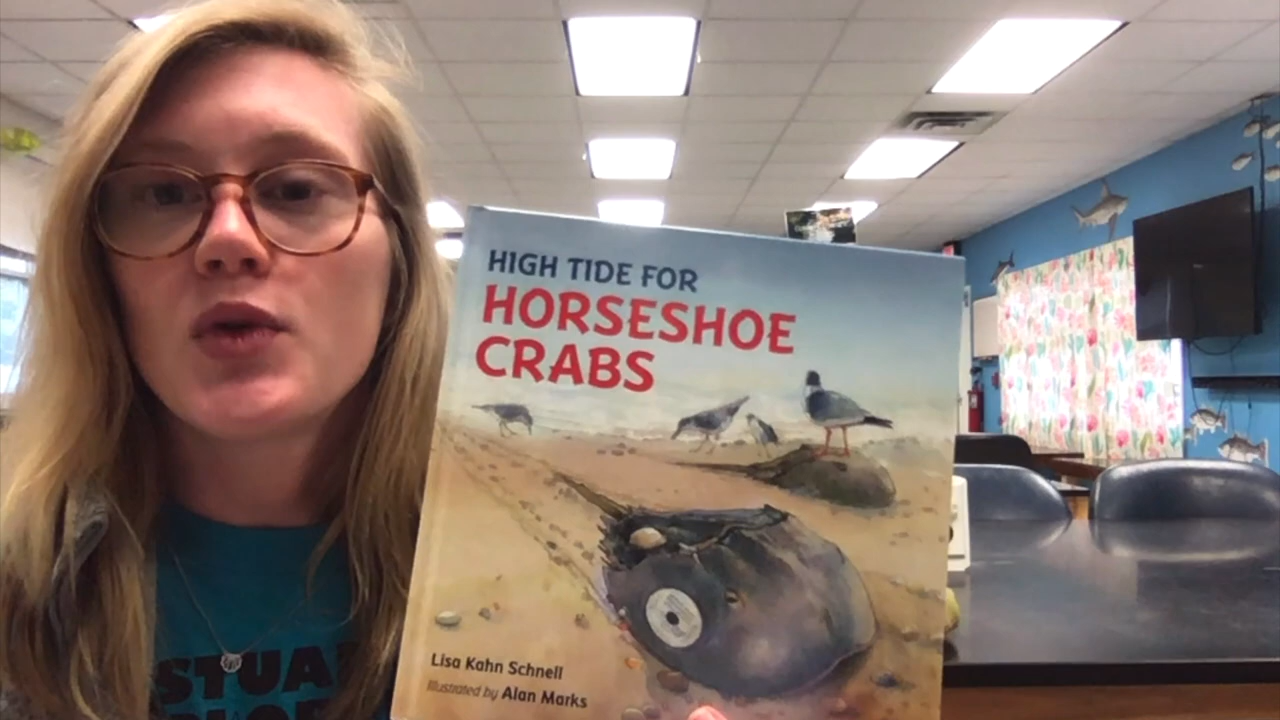 HIGH TIDE FOR
HORSESHOE
CRABS
Lisa Kahn Schnell
Illustrated by Alan Marks